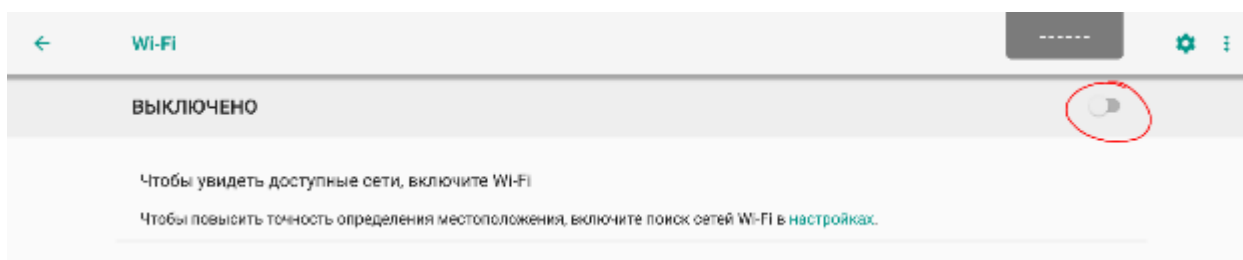 Wi-Fi
------
ВЫКЛЮЧЕНО
Чтобы увидеть доступные сети, включите Wi-Fi
Чтобы повысить точность определения местоположения, включите поиск сетей Wi-Fi в настройках.